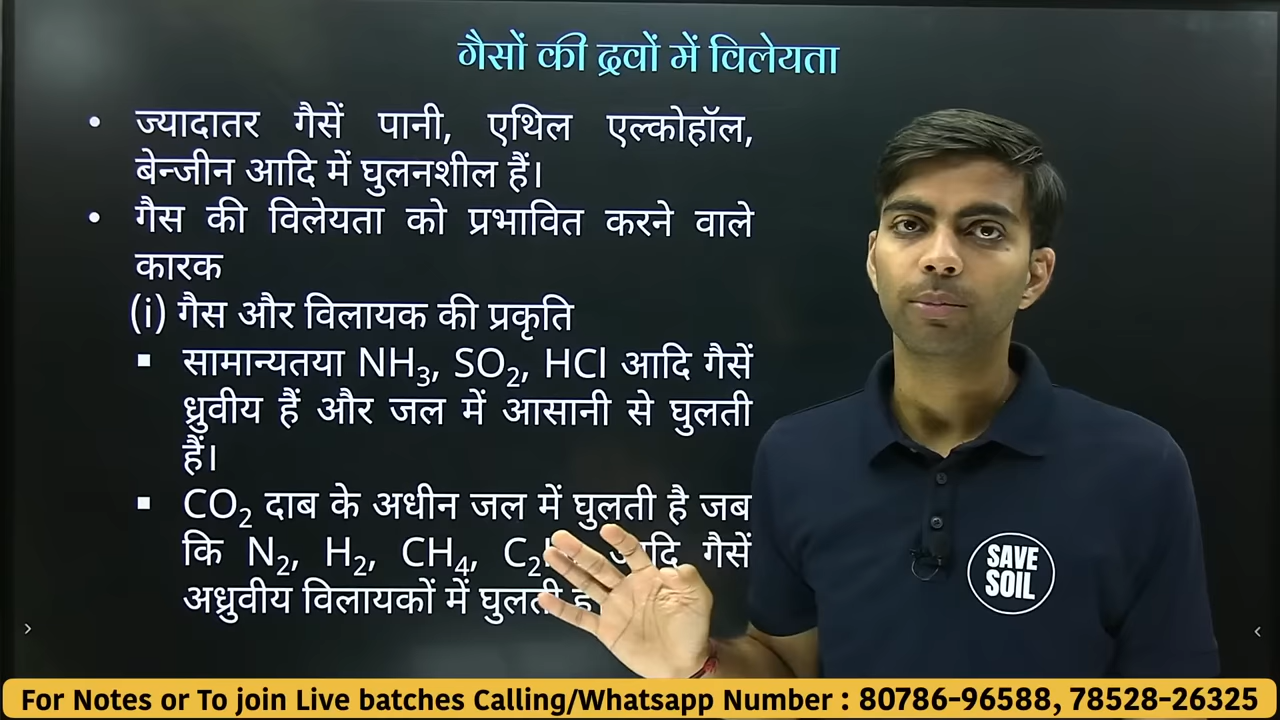 गैसों की द्रवों में विलेयता
• ज्यादातर गैसें पानी, एथिल एल्कोहॉल,
बेन्जीन आदि में घुलनशील हैं।
• गैस की विलेयता को प्रभावित करने वाले
कारक
(i) गैस और विलायक की प्रकृति
▪ सामान्यतया NH₃, SO₂, HCl आदि गैसें
ध्रुवीय हैं और जल में आसानी से घुलती
हैं।
▪ CO₂ दाब के अधीन जल में घुलती है जब
कि N₂, H₂, CH₄, गैसें
अध्रुवीय विलायकों में घुलती
SAVE
SOIL
For Notes or To join Live batches Calling/Whatsapp Number : 80786-96588, 78528-26325